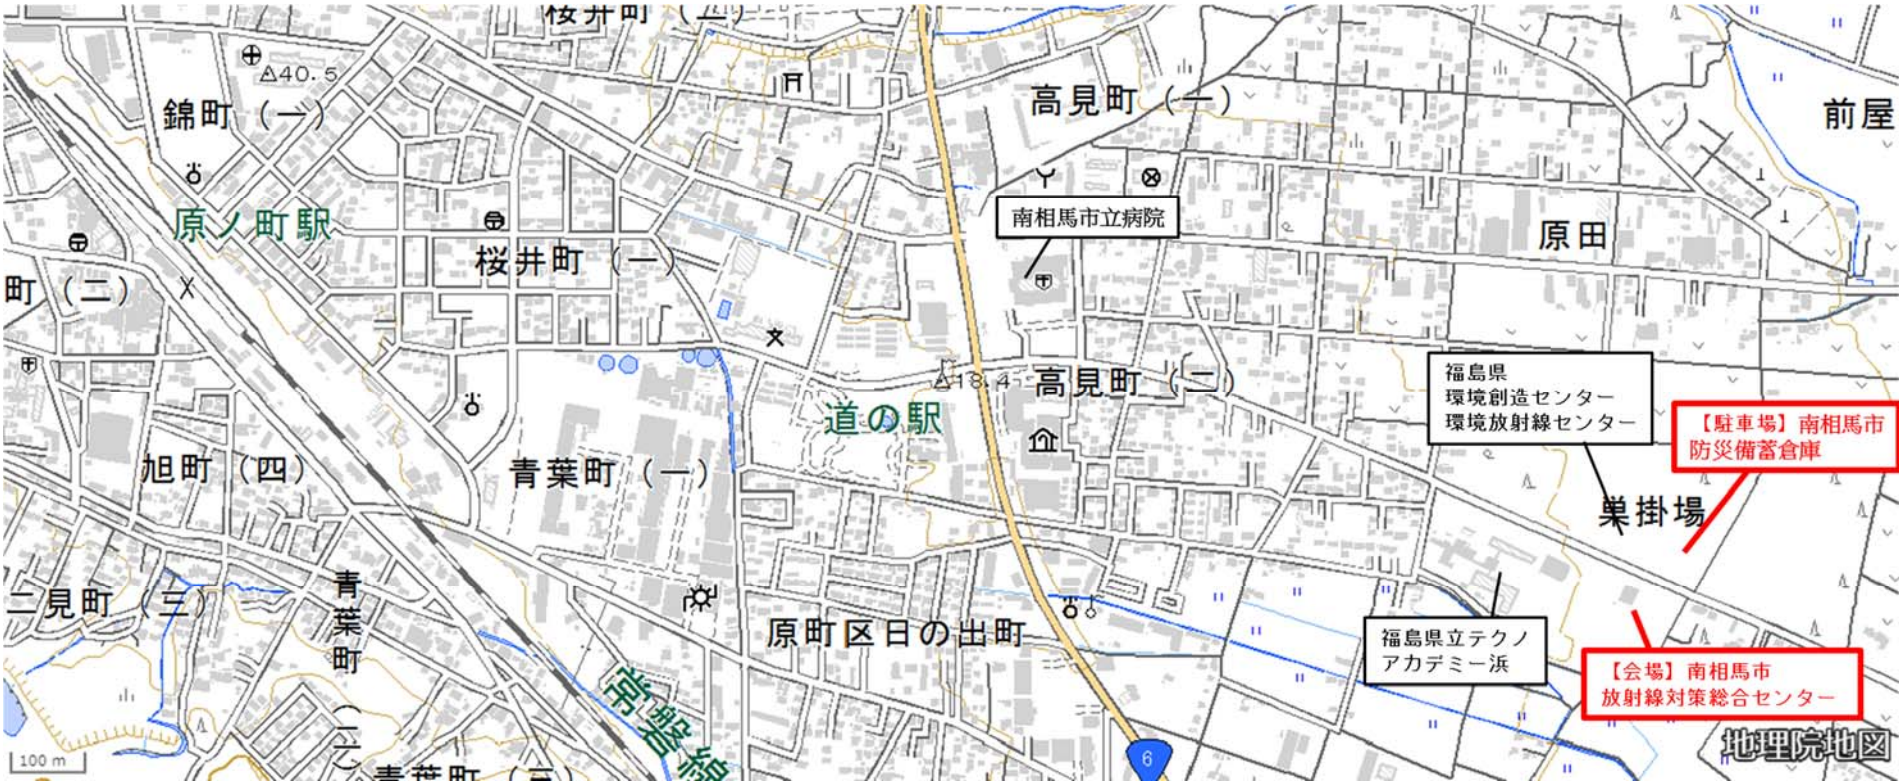 桜井町（二）
40.5
錦町（一）
高見町（一）
前屋
南相馬市立病院
原ノ町駅
桜井町（一）
原田
町（二）
福島県
環境創造センター
環境放射線センター
18.4
高見町（二）
道の駅
【駐車場】南相馬市
防災備蓄倉庫
旭町（四）
青葉町（一）
巣掛場
青葉町（二）
二見町（三）
原町区日の出町
福島県立テクノ
アカデミー浜
【会場】南相馬市
放射線対策総合センター
常磐線
6
地理院地図
100 m
青葉町（三）